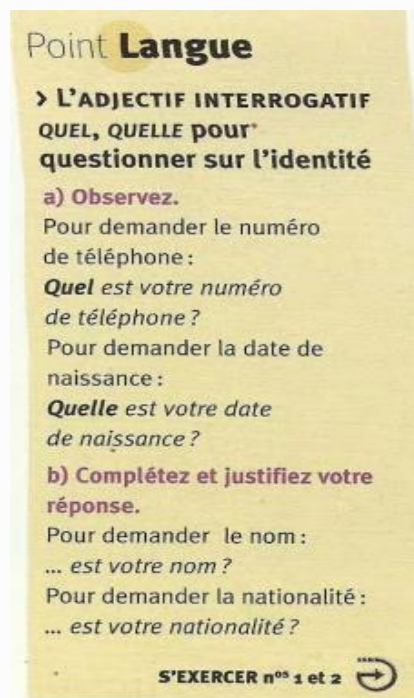 Point Langue
> L'ADJECTIF INTERROGATIF
QUEL, QUELLE pour
questionner sur l'identité
a) Observez.
Pour demander le numéro
de téléphone :
Quel est votre numéro
de téléphone ?
Pour demander la date de
naissance :
Quelle est votre date
de naissance ?
b) Complétez et justifiez votre
réponse.
Pour demander le nom :
... est votre nom ?
Pour demander la nationalité :
... est votre nationalité ?
S'EXERCER nos 1 et 2